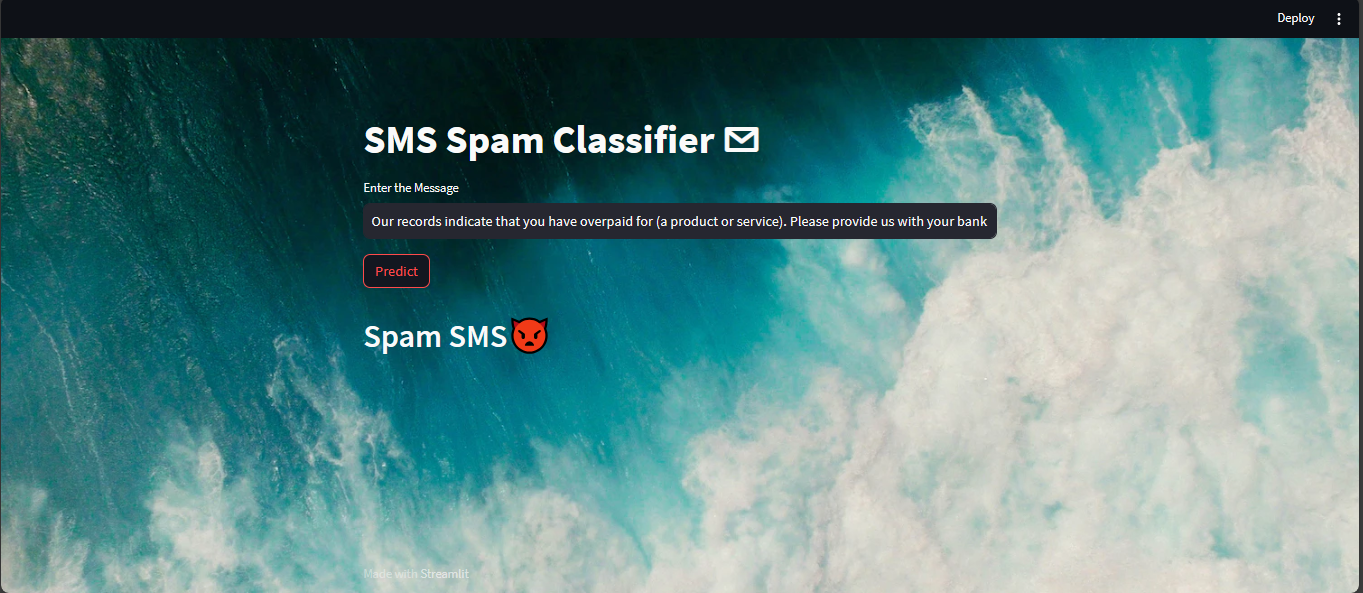 Deploy
SMS Spam Classifier
Enter the Message
Our records indicate that you have overpaid for (a product or service). Please provide us with your bank
Predict
Spam SMS
Made with Streamlit